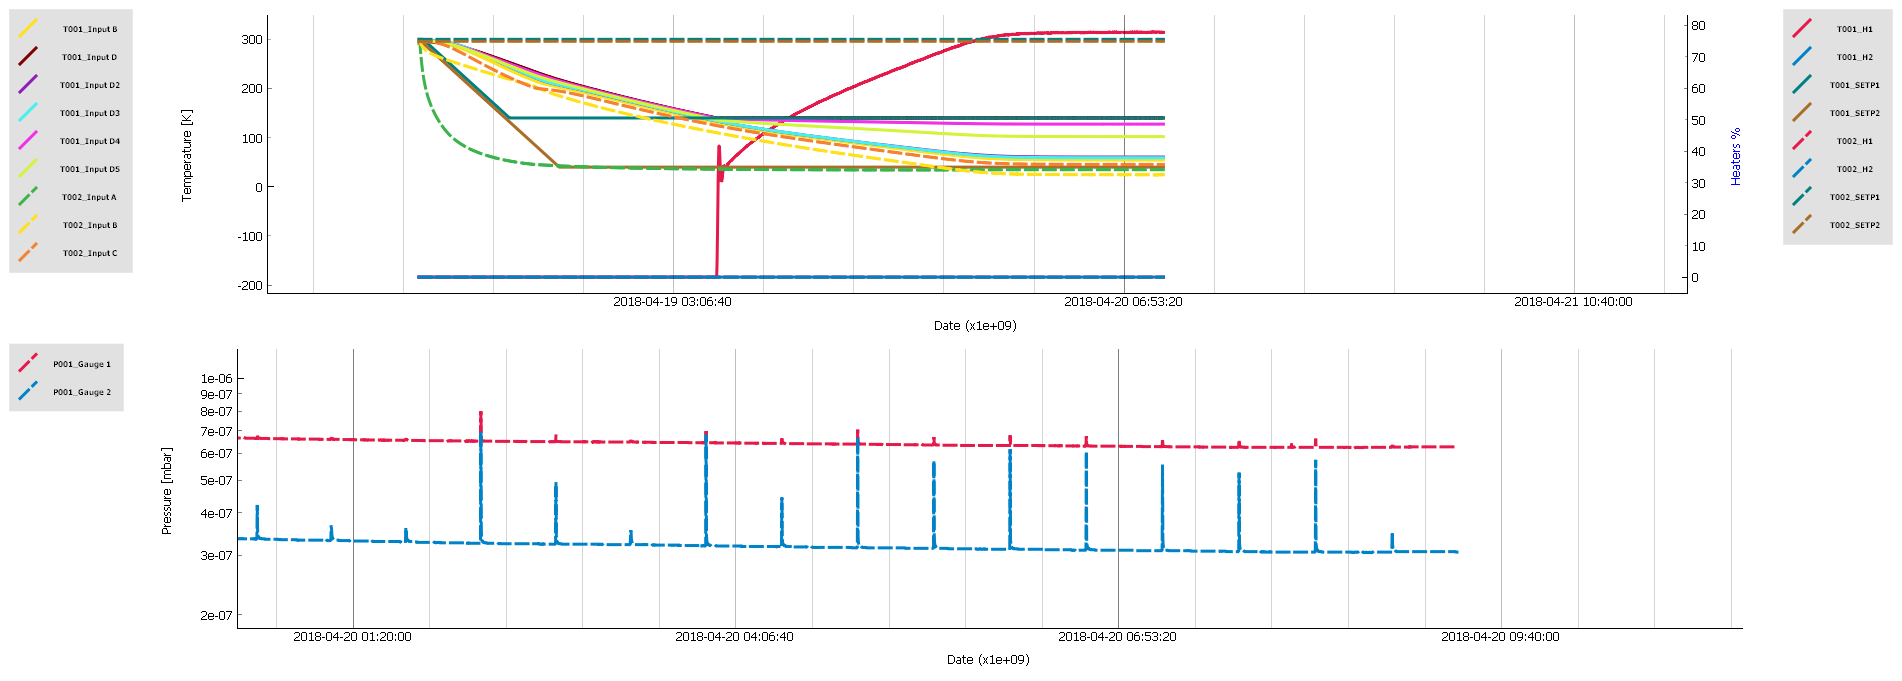 T001_Input B
T001_Input D
T001_Input D2
T001_Input D3
T001_Input D4
T001_Input D5
T002_Input A
T002_Input B
T002_Input C
Temperature [K]
300
200
100
0
-100
-200
2018-04-19 03:06:40
2018-04-20 06:53:20
2018-04-21 10:40:00
Date (x1e+09)
80
70
60
50
40
30
20
10
0
Heaters %
T001_H1
T001_H2
T001_SETP1
T001_SETP2
T002_H1
T002_H2
T002_SETP1
T002_SETP2
P001_Gauge 1
P001_Gauge 2
Pressure [mbar]
1e-06
9e-07
8e-07
7e-07
6e-07
5e-07
4e-07
3e-07
2e-07
2018-04-20 01:20:00
2018-04-20 04:06:40
2018-04-20 06:53:20
2018-04-20 09:40:00
Date (x1e+09)